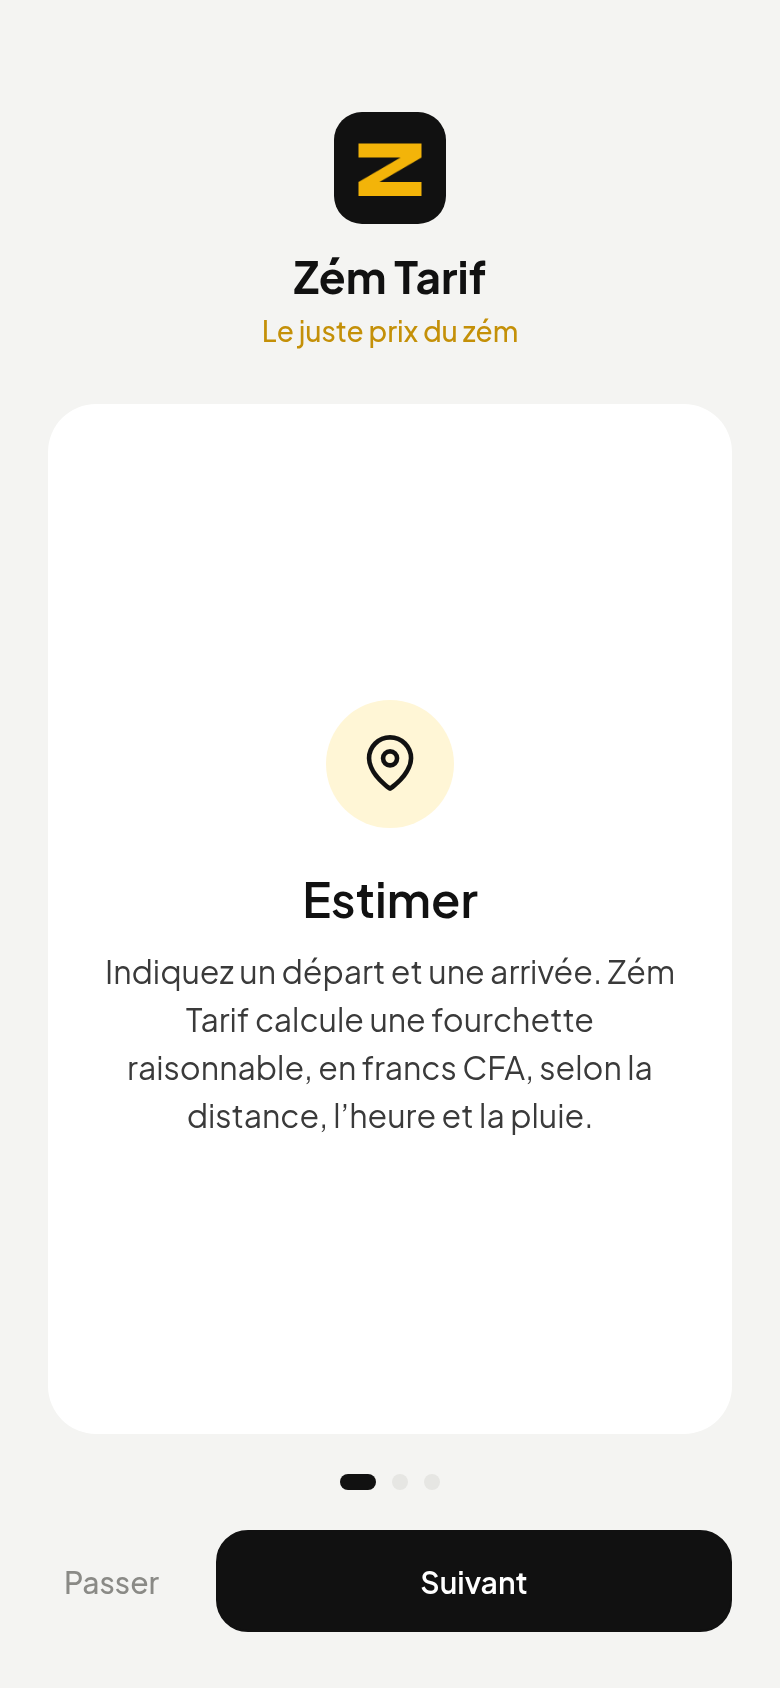 Z
Zém Tarif
Le juste prix du zém
Estimer
Indiquez un départ et une arrivée. Zém
Tarif calcule une fourchette
raisonnable, en francs CFA, selon la
distance, l’heure et la pluie.
Passer
Suivant